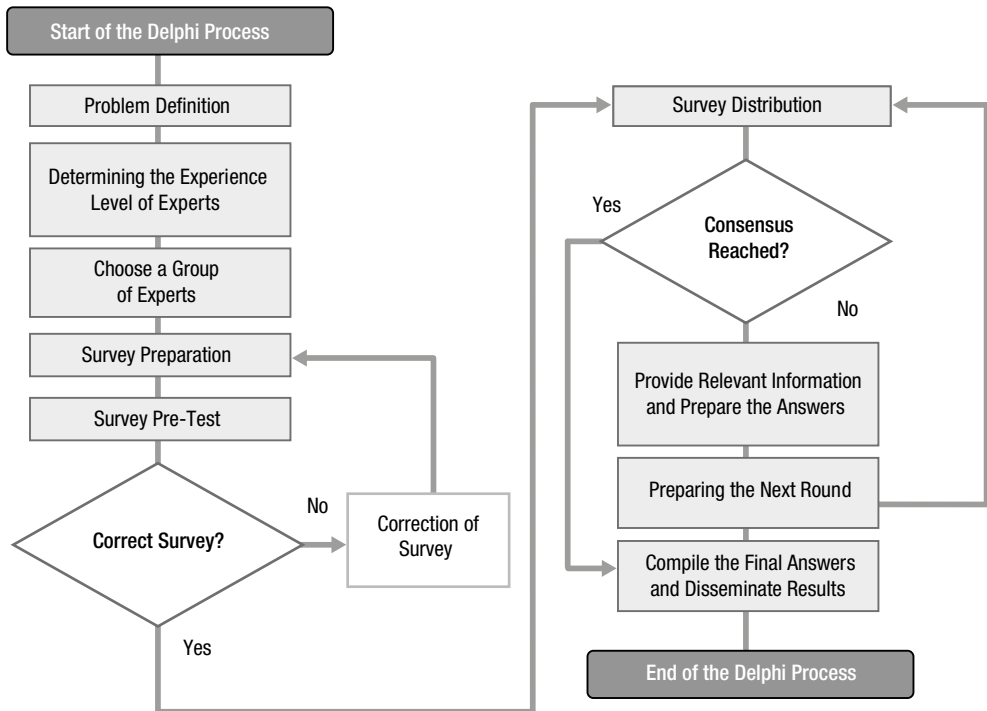 Start of the Delphi Process
Problem Definition
Determining the Experience
Level of Experts
Choose a Group
of Experts
Survey Preparation
Survey Pre-Test
Correct Survey?
No
Correction of
Survey
Yes
Survey Distribution
Yes
Consensus
Reached?
No
Provide Relevant Information
and Prepare the Answers
Preparing the Next Round
Compile the Final Answers
and Disseminate Results
End of the Delphi Process